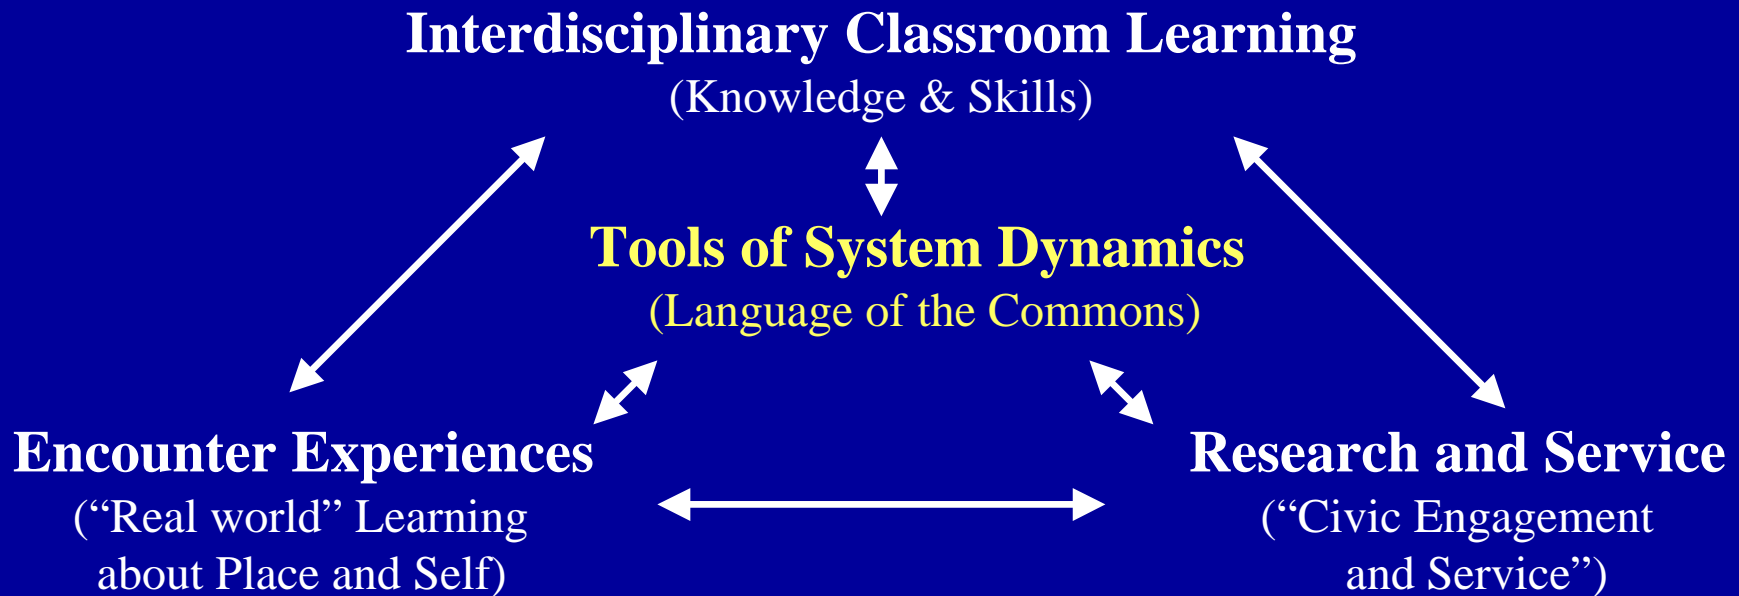 Interdisciplinary Classroom Learning
(Knowledge & Skills)
Tools of System Dynamics
(Language of the Commons)
Encounter Experiences
(“Real world” Learning
about Place and Self)
Research and Service
(“Civic Engagement
and Service”)